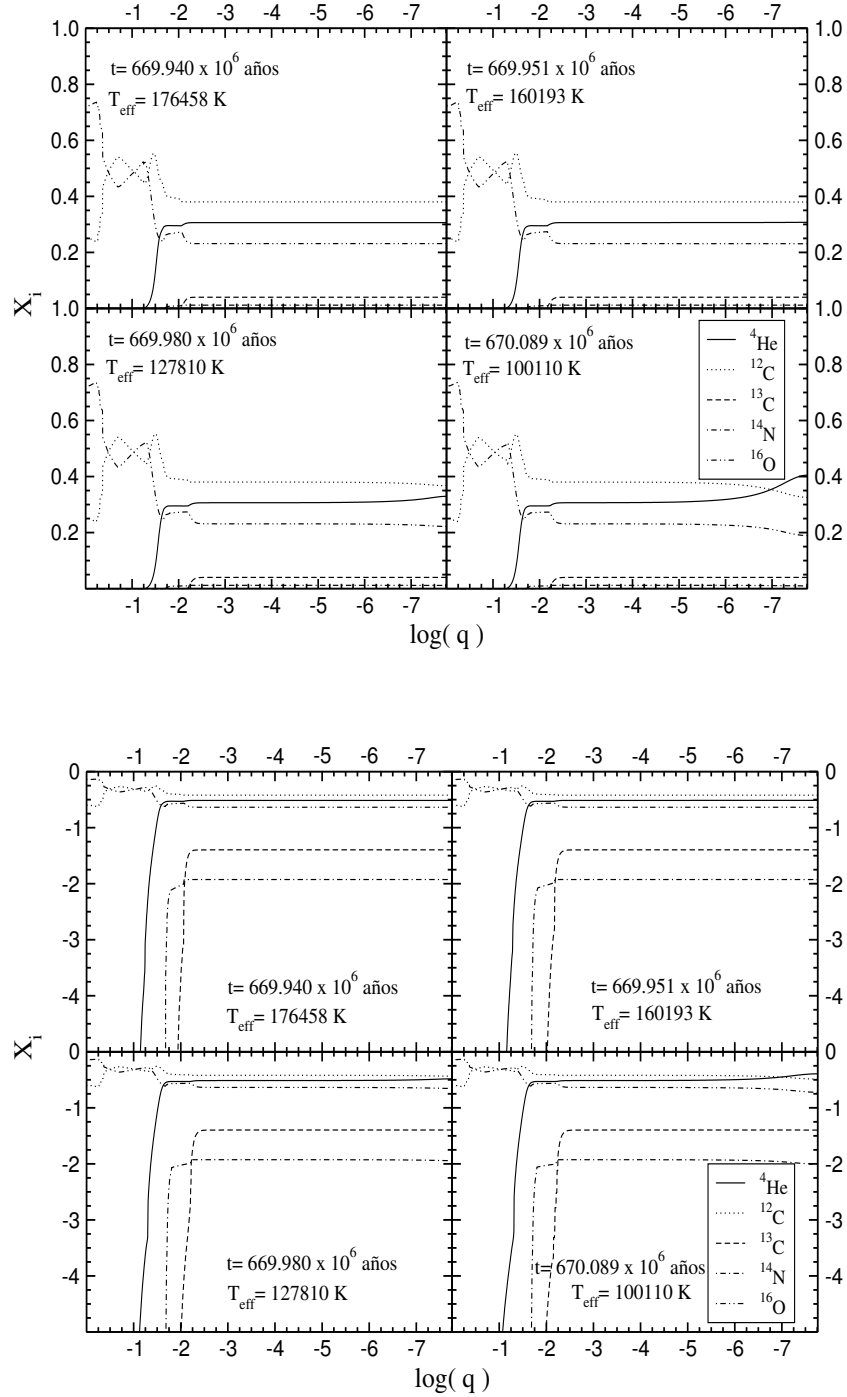 -1 -2 -3 -4 -5 -6 -7 -1 -2 -3 -4 -5 -6 -7
1.0 1.0
t= 669.940 x 10^6 años
T_eff= 176458 K
t= 669.951 x 10^6 años
T_eff= 160193 K
0.8 0.8
0.6 0.6
0.4 0.4
0.2 0.2
X_i
1.0 1.0
t= 669.980 x 10^6 años
T_eff= 127810 K
t= 670.089 x 10^6 años
T_eff= 100110 K
^4He
^12C
^13C
^14N
^16O
0.8 0.8
0.6 0.6
0.4 0.4
0.2 0.2
-1 -2 -3 -4 -5 -6 -7 -1 -2 -3 -4 -5 -6 -7
log( q )
-1 -2 -3 -4 -5 -6 -7 -1 -2 -3 -4 -5 -6 -7
0 0
-1 -1
-2 -2
-3 -3
-4 -4
t= 669.940 x 10^6 años
T_eff= 176458 K
t= 669.951 x 10^6 años
T_eff= 160193 K
X_i
0 0
-1 -1
-2 -2
-3 -3
-4 -4
t= 669.980 x 10^6 años
T_eff= 127810 K
t= 670.089 x 10^6 años
T_eff= 100110 K
^4He
^12C
^13C
^14N
^16O
-1 -2 -3 -4 -5 -6 -7 -1 -2 -3 -4 -5 -6 -7
log( q )